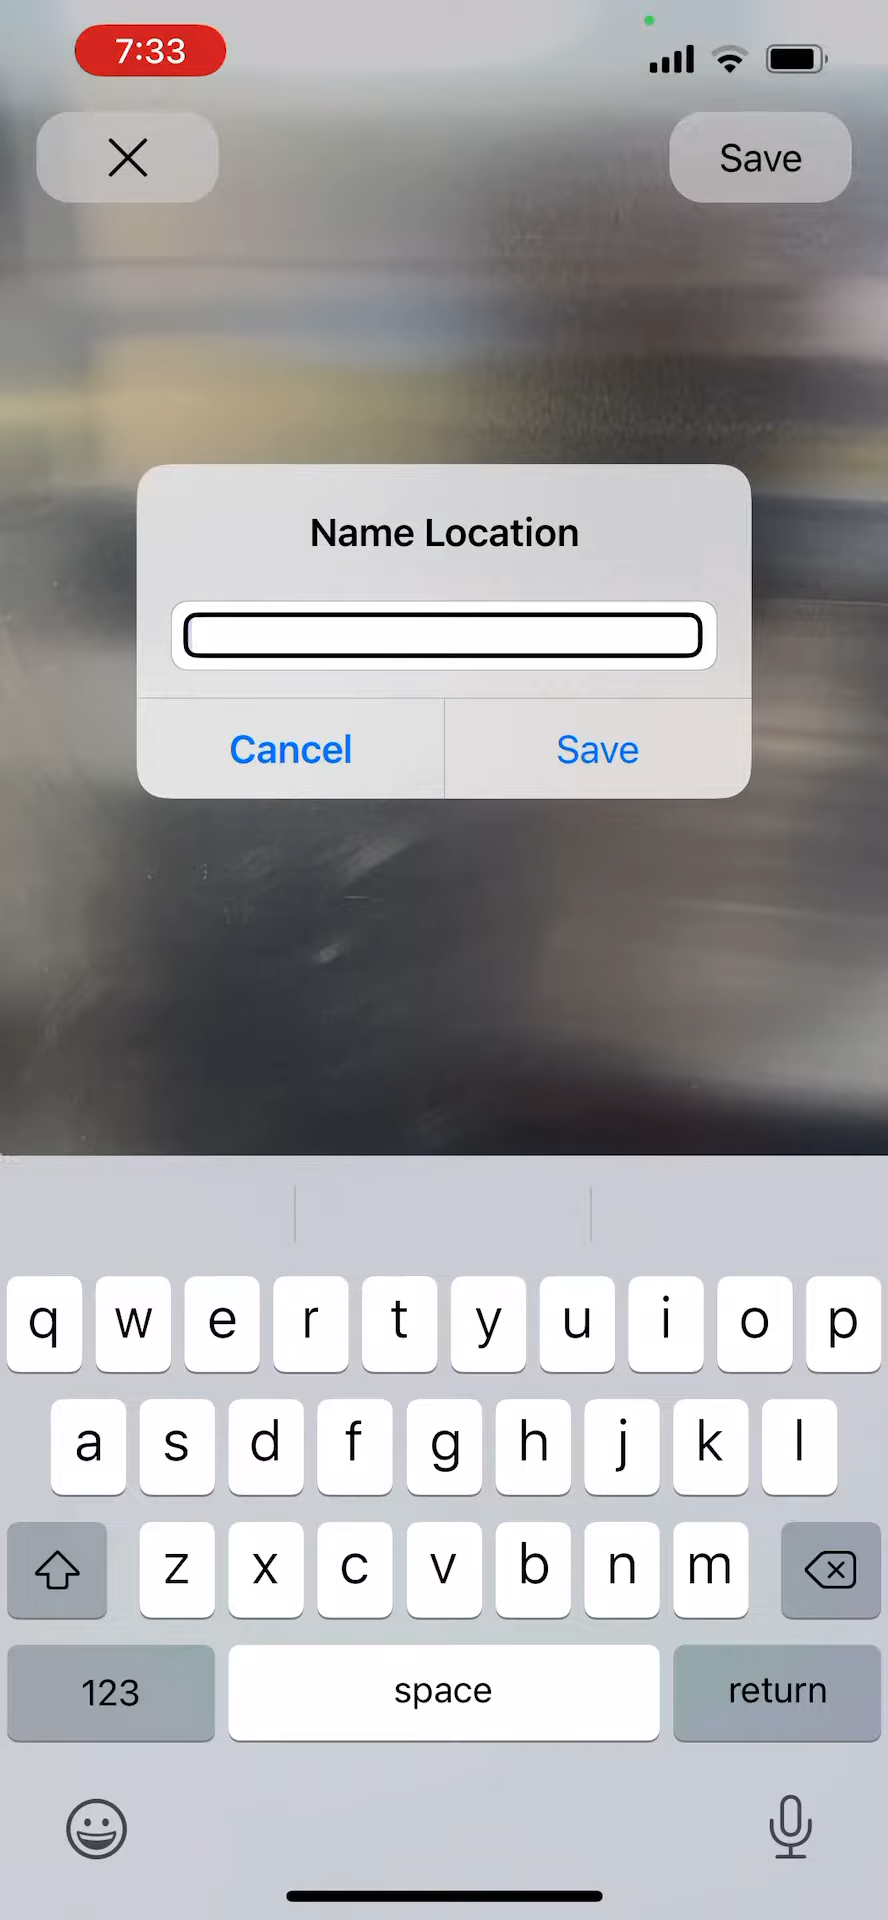 7:33
Save
Name Location
Cancel Save
q w e r t y u i o p
a s d f g h j k l
z x c v b n m
123 space return